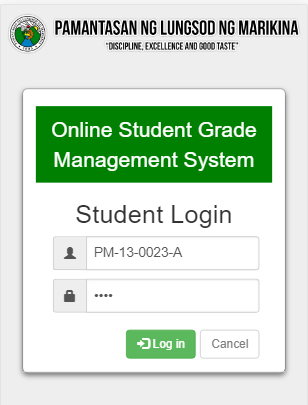 PAMANTASAN NG LUNGSOD NG MARIKINA
"DISCIPLINE, EXCELLENCE AND GOOD TASTE"
Online Student Grade
Management System
Student Login
PM-13-0023-A
••••
Log in Cancel